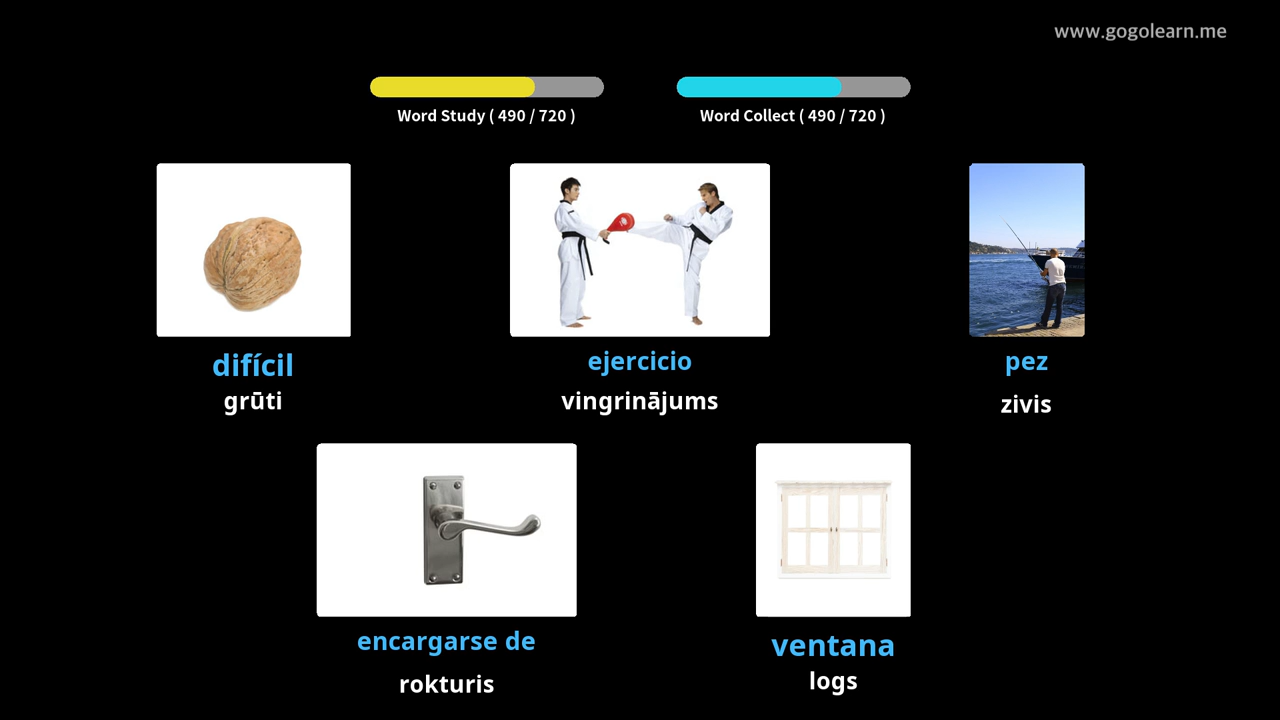 www.gogolearn.me
Word Study ( 490 / 720 )
Word Collect ( 490 / 720 )
difícil
grūti
ejercicio
vingrinājums
pez
zivis
encargarse de
rokturis
ventana
logs